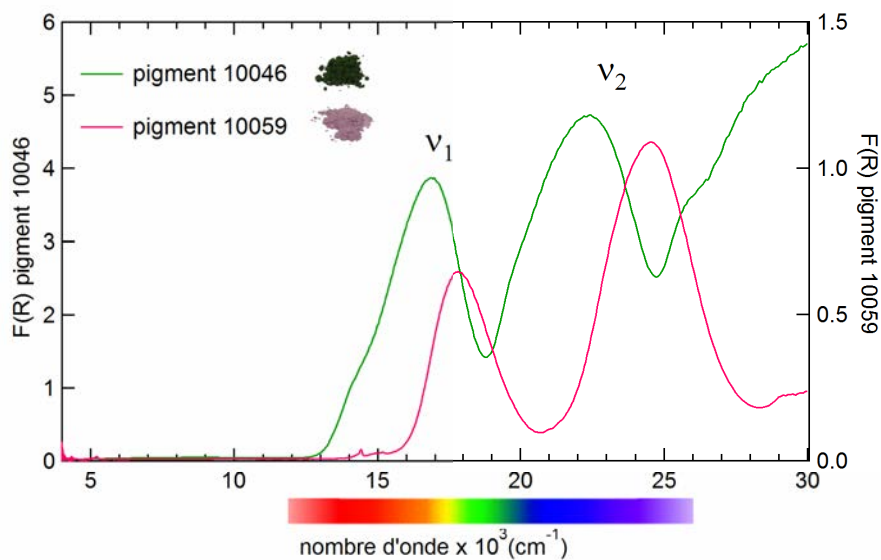 6
5
4
3
2
1
0
F(R) pigment 10046
pigment 10046
pigment 10059
ν1
ν2
1.5
1.0
0.5
0.0
F(R) pigment 10059
5 10 15 20 25 30
nombre d'onde x 10³(cm⁻¹)